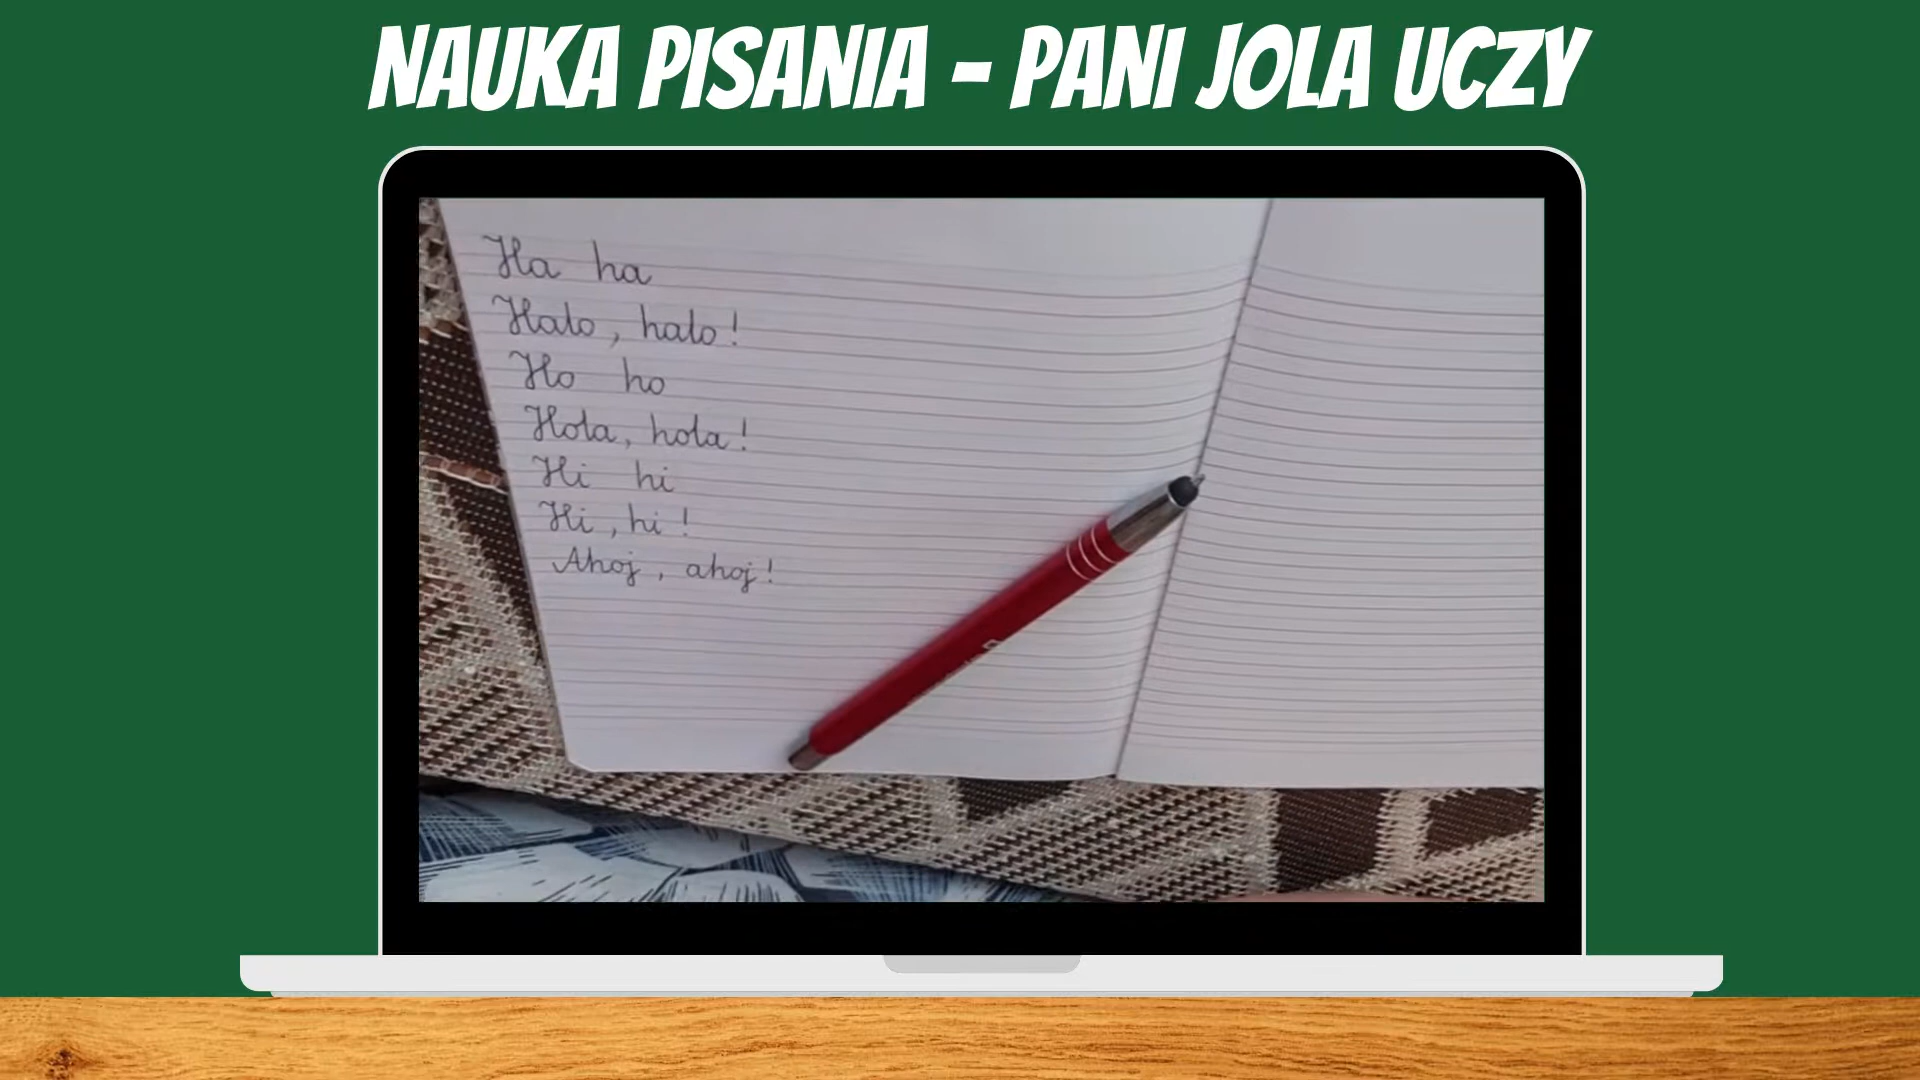 NAUKA PISANIA - PANI JOLA UCZY
Ha ha
Halo, halo!
Ho ho
Hola, hola!
Hi hi
Hi, hi!
Ahoj, ahoj!